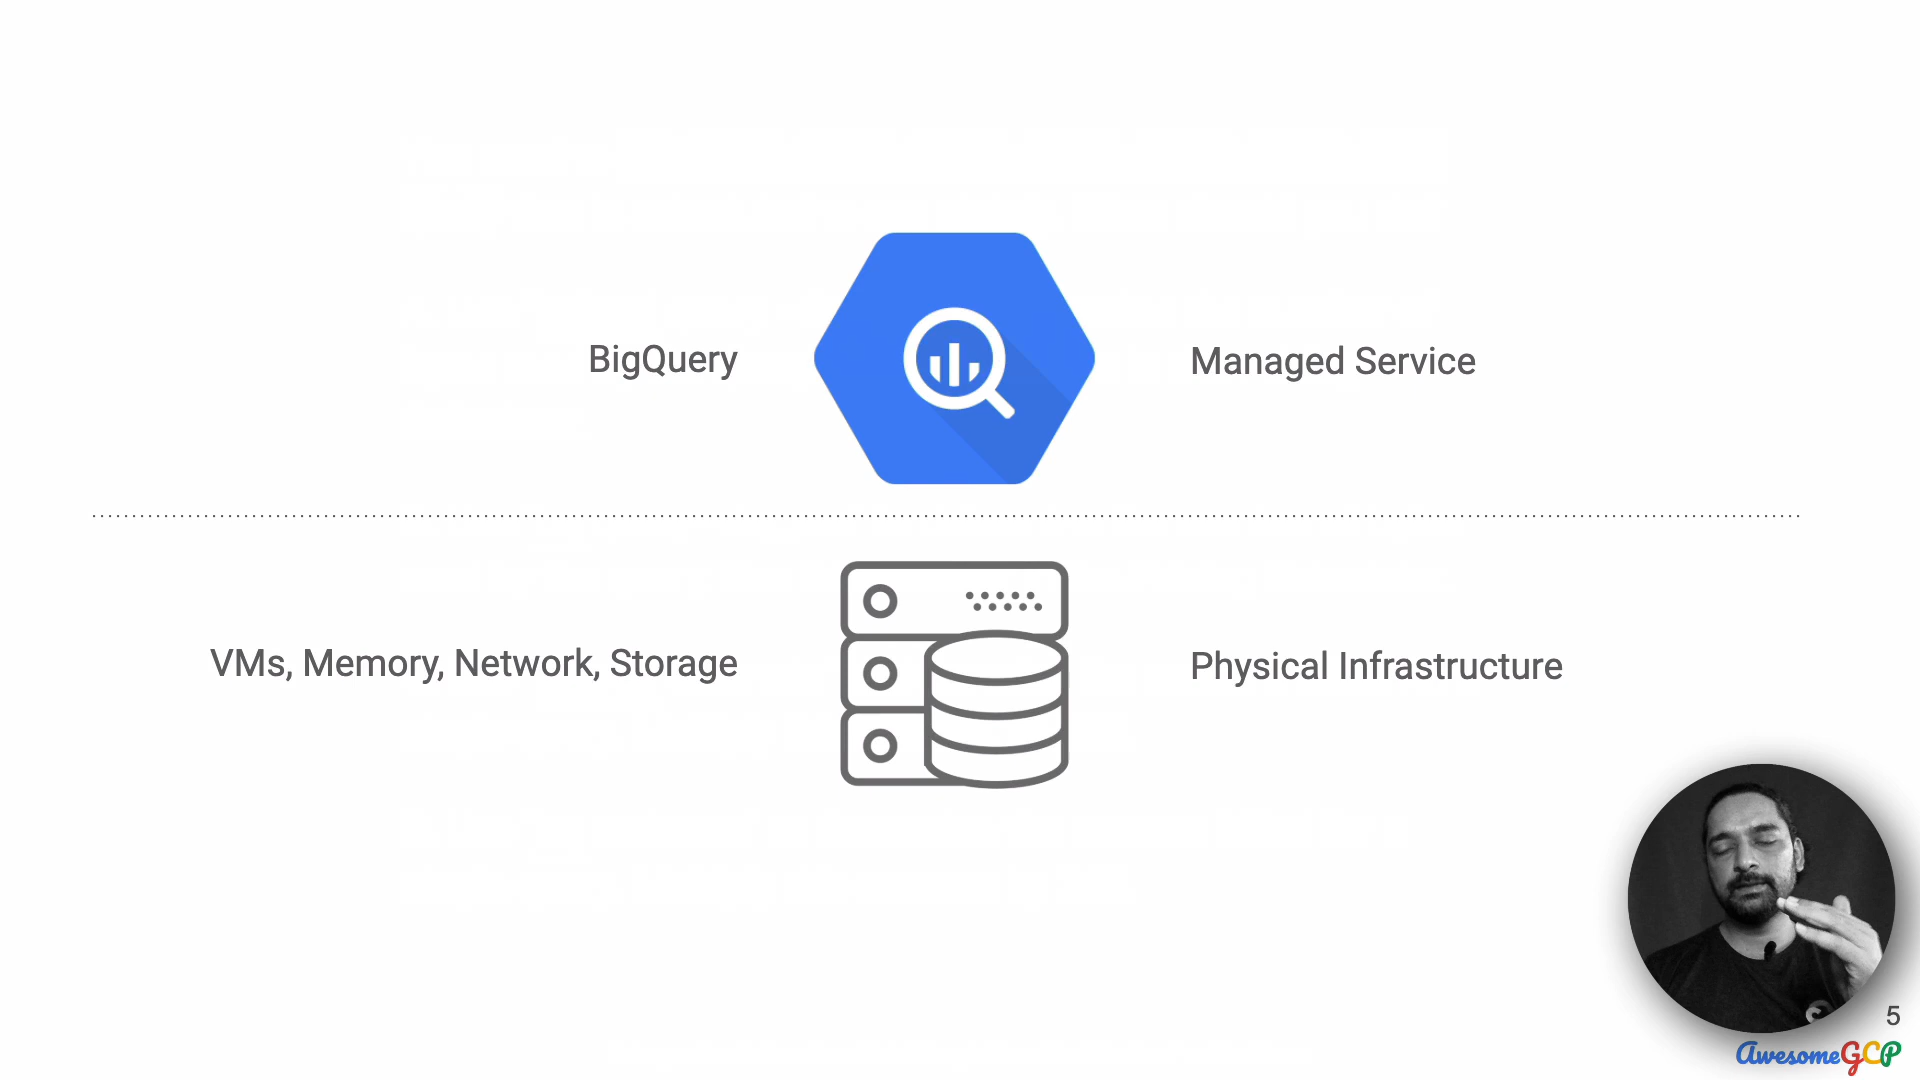 BigQuery
Managed Service
VMs, Memory, Network, Storage
Physical Infrastructure
5
AwesomeGCP